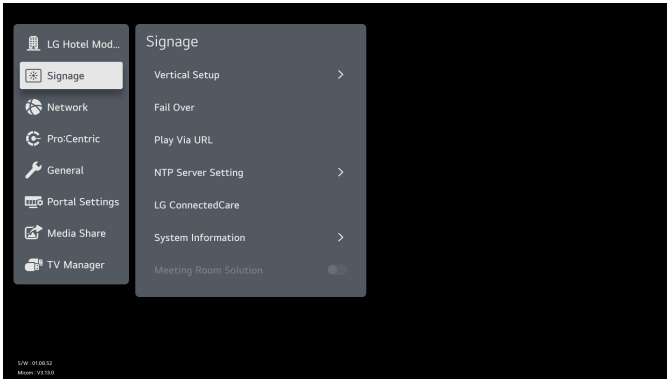 LG Hotel Mod...
Signage
Network
Pro:Centric
General
Portal Settings
Media Share
TV Manager
Signage
Vertical Setup
Fail Over
Play Via URL
NTP Server Setting
LG ConnectedCare
System Information
Meeting Room Solution
S/W : 01.08.52
Micom : V3.13.0